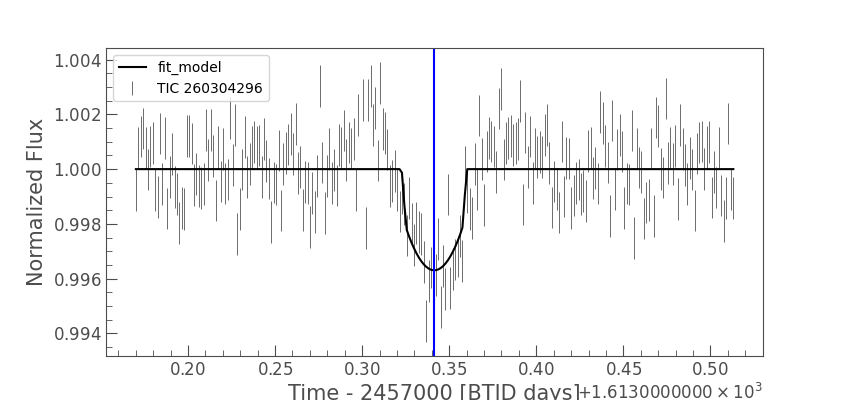 fit_model
TIC 260304296
Normalized Flux
1.004
1.002
1.000
0.998
0.996
0.994
0.20 0.25 0.30 0.35 0.40 0.45 0.50
Time - 2457000 [BTJD days]
+1.6130000000 × 10³